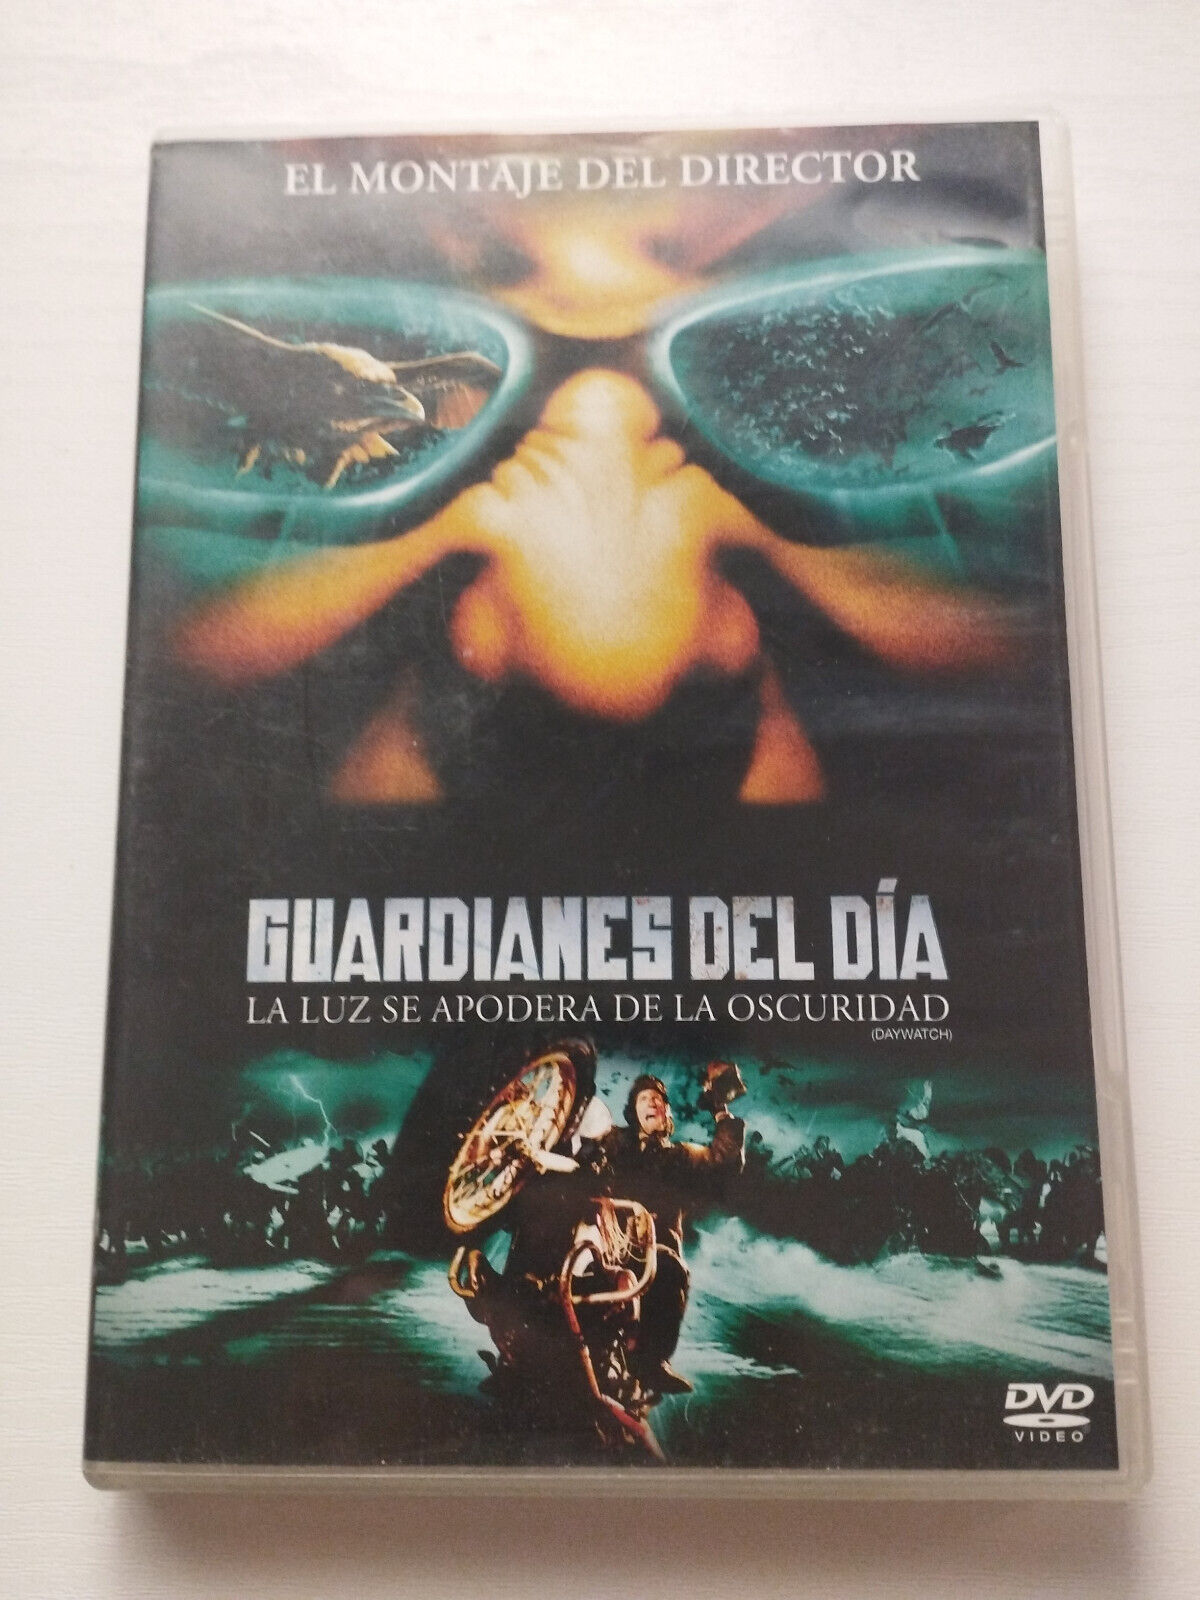 EL MONTAJE DEL DIRECTOR
GUARDIANES DEL DÍA
LA LUZ SE APODERA DE LA OSCURIDAD
(DAYWATCH)
DVD
VIDEO